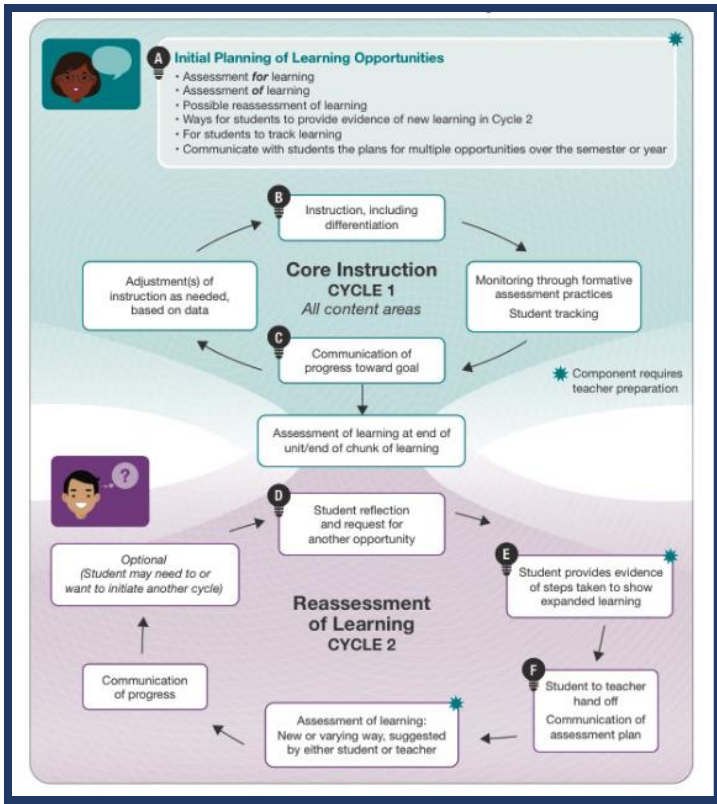 A Initial Planning of Learning Opportunities
• Assessment for learning
• Assessment of learning
• Possible reassessment of learning
• Ways for students to provide evidence of new learning in Cycle 2
• For students to track learning
• Communicate with students the plans for multiple opportunities over the semester or year
B
Instruction, including
differentiation
Core Instruction
CYCLE 1
All content areas
Adjustment(s) of
instruction as needed,
based on data
Monitoring through formative
assessment practices
Student tracking
C
Communication of
progress toward goal
Component requires
teacher preparation
Assessment of learning at end of
unit/end of chunk of learning
?
D
Student reflection
and request for
another opportunity
Optional
(Student may need to or
want to initiate another cycle)
E
Student provides evidence
of steps taken to show
expanded learning
Reassessment
of Learning
CYCLE 2
Communication
of progress
F
Student to teacher
hand off
Communication of
assessment plan
Assessment of learning:
New or varying way, suggested
by either student or teacher